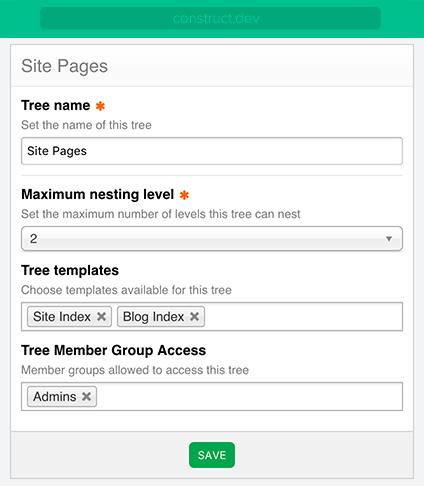 construct.dev
Site Pages
Tree name *
Set the name of this tree
Site Pages
Maximum nesting level *
Set the maximum number of levels this tree can nest
2
Tree templates
Choose templates available for this tree
Site Index ✖ Blog Index ✖
Tree Member Group Access
Member groups allowed to access this tree
Admins ✖
SAVE